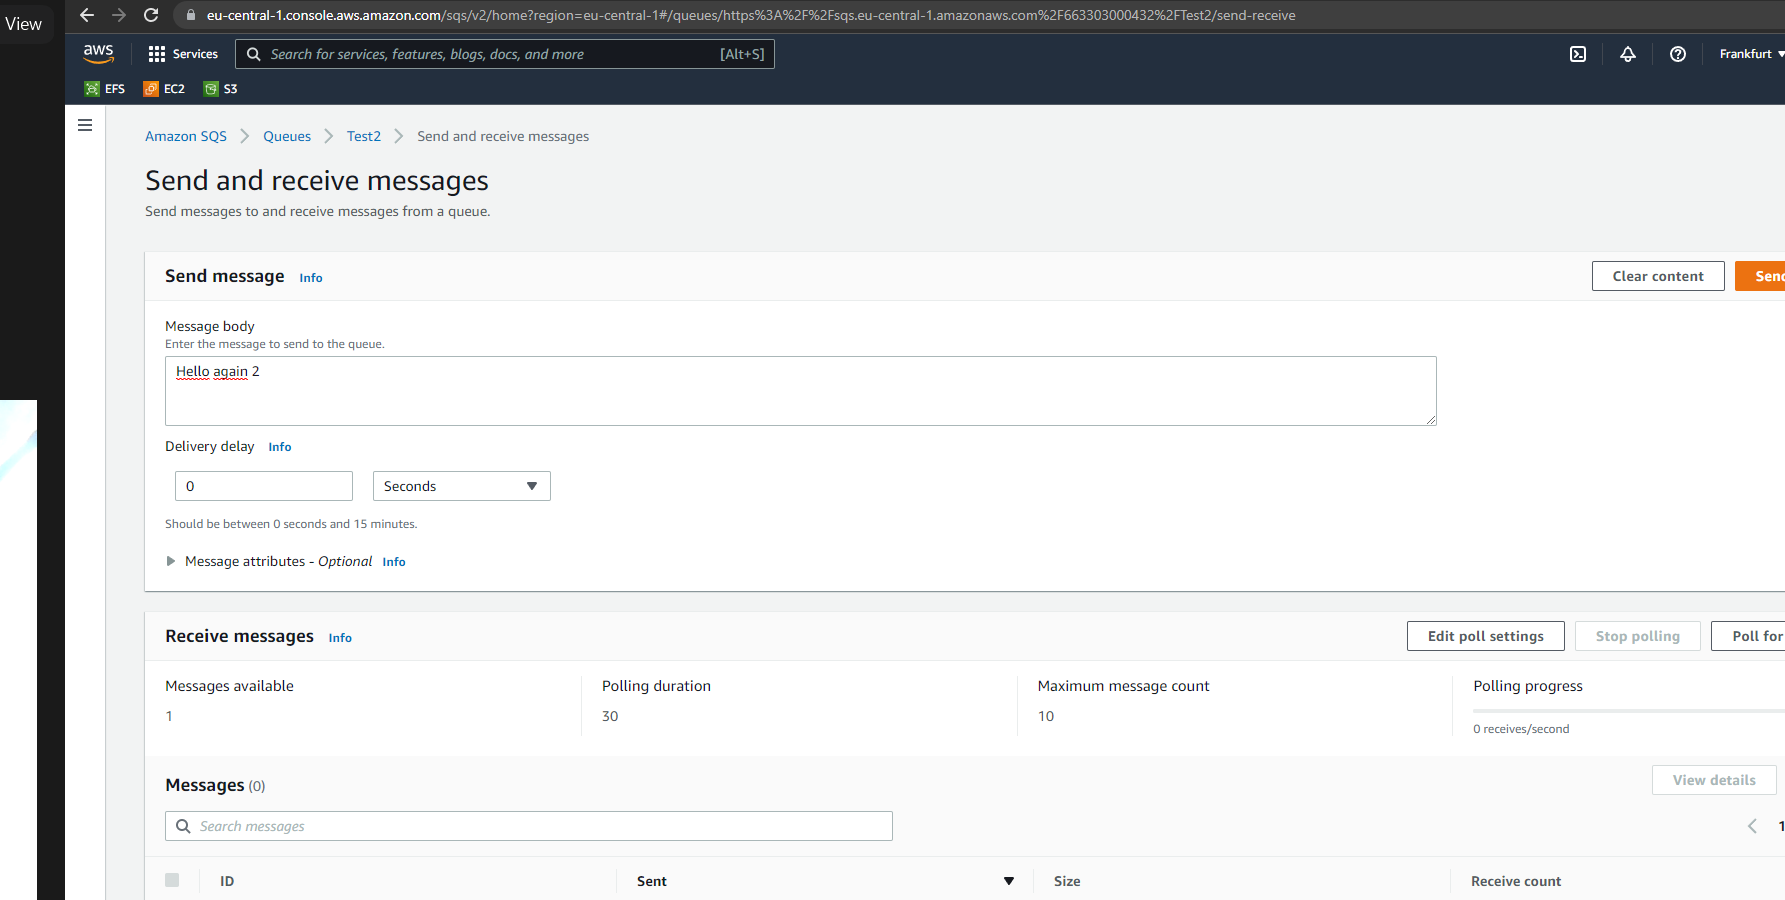 View
eu-central-1.console.aws.amazon.com/sqs/v2/home?region=eu-central-1#/queues/https%3A%2F%2Fsqs.eu-central-1.amazonaws.com%2F663303000432%2FTest2/send-receive
aws Services Search for services, features, blogs, docs, and more [Alt+S] Frankfurt
EFS EC2 S3
Amazon SQS Queues Test2 Send and receive messages
Send and receive messages
Send messages to and receive messages from a queue.
Send message Info Clear content Send
Message body
Enter the message to send to the queue.
Hello again 2
Delivery delay Info
0 Seconds
Should be between 0 seconds and 15 minutes.
Message attributes - Optional Info
Receive messages Info Edit poll settings Stop polling Poll for
Messages available Polling duration Maximum message count Polling progress
1 30 10
0 receives/second
Messages (0) View details
Search messages 1
ID Sent Size Receive count